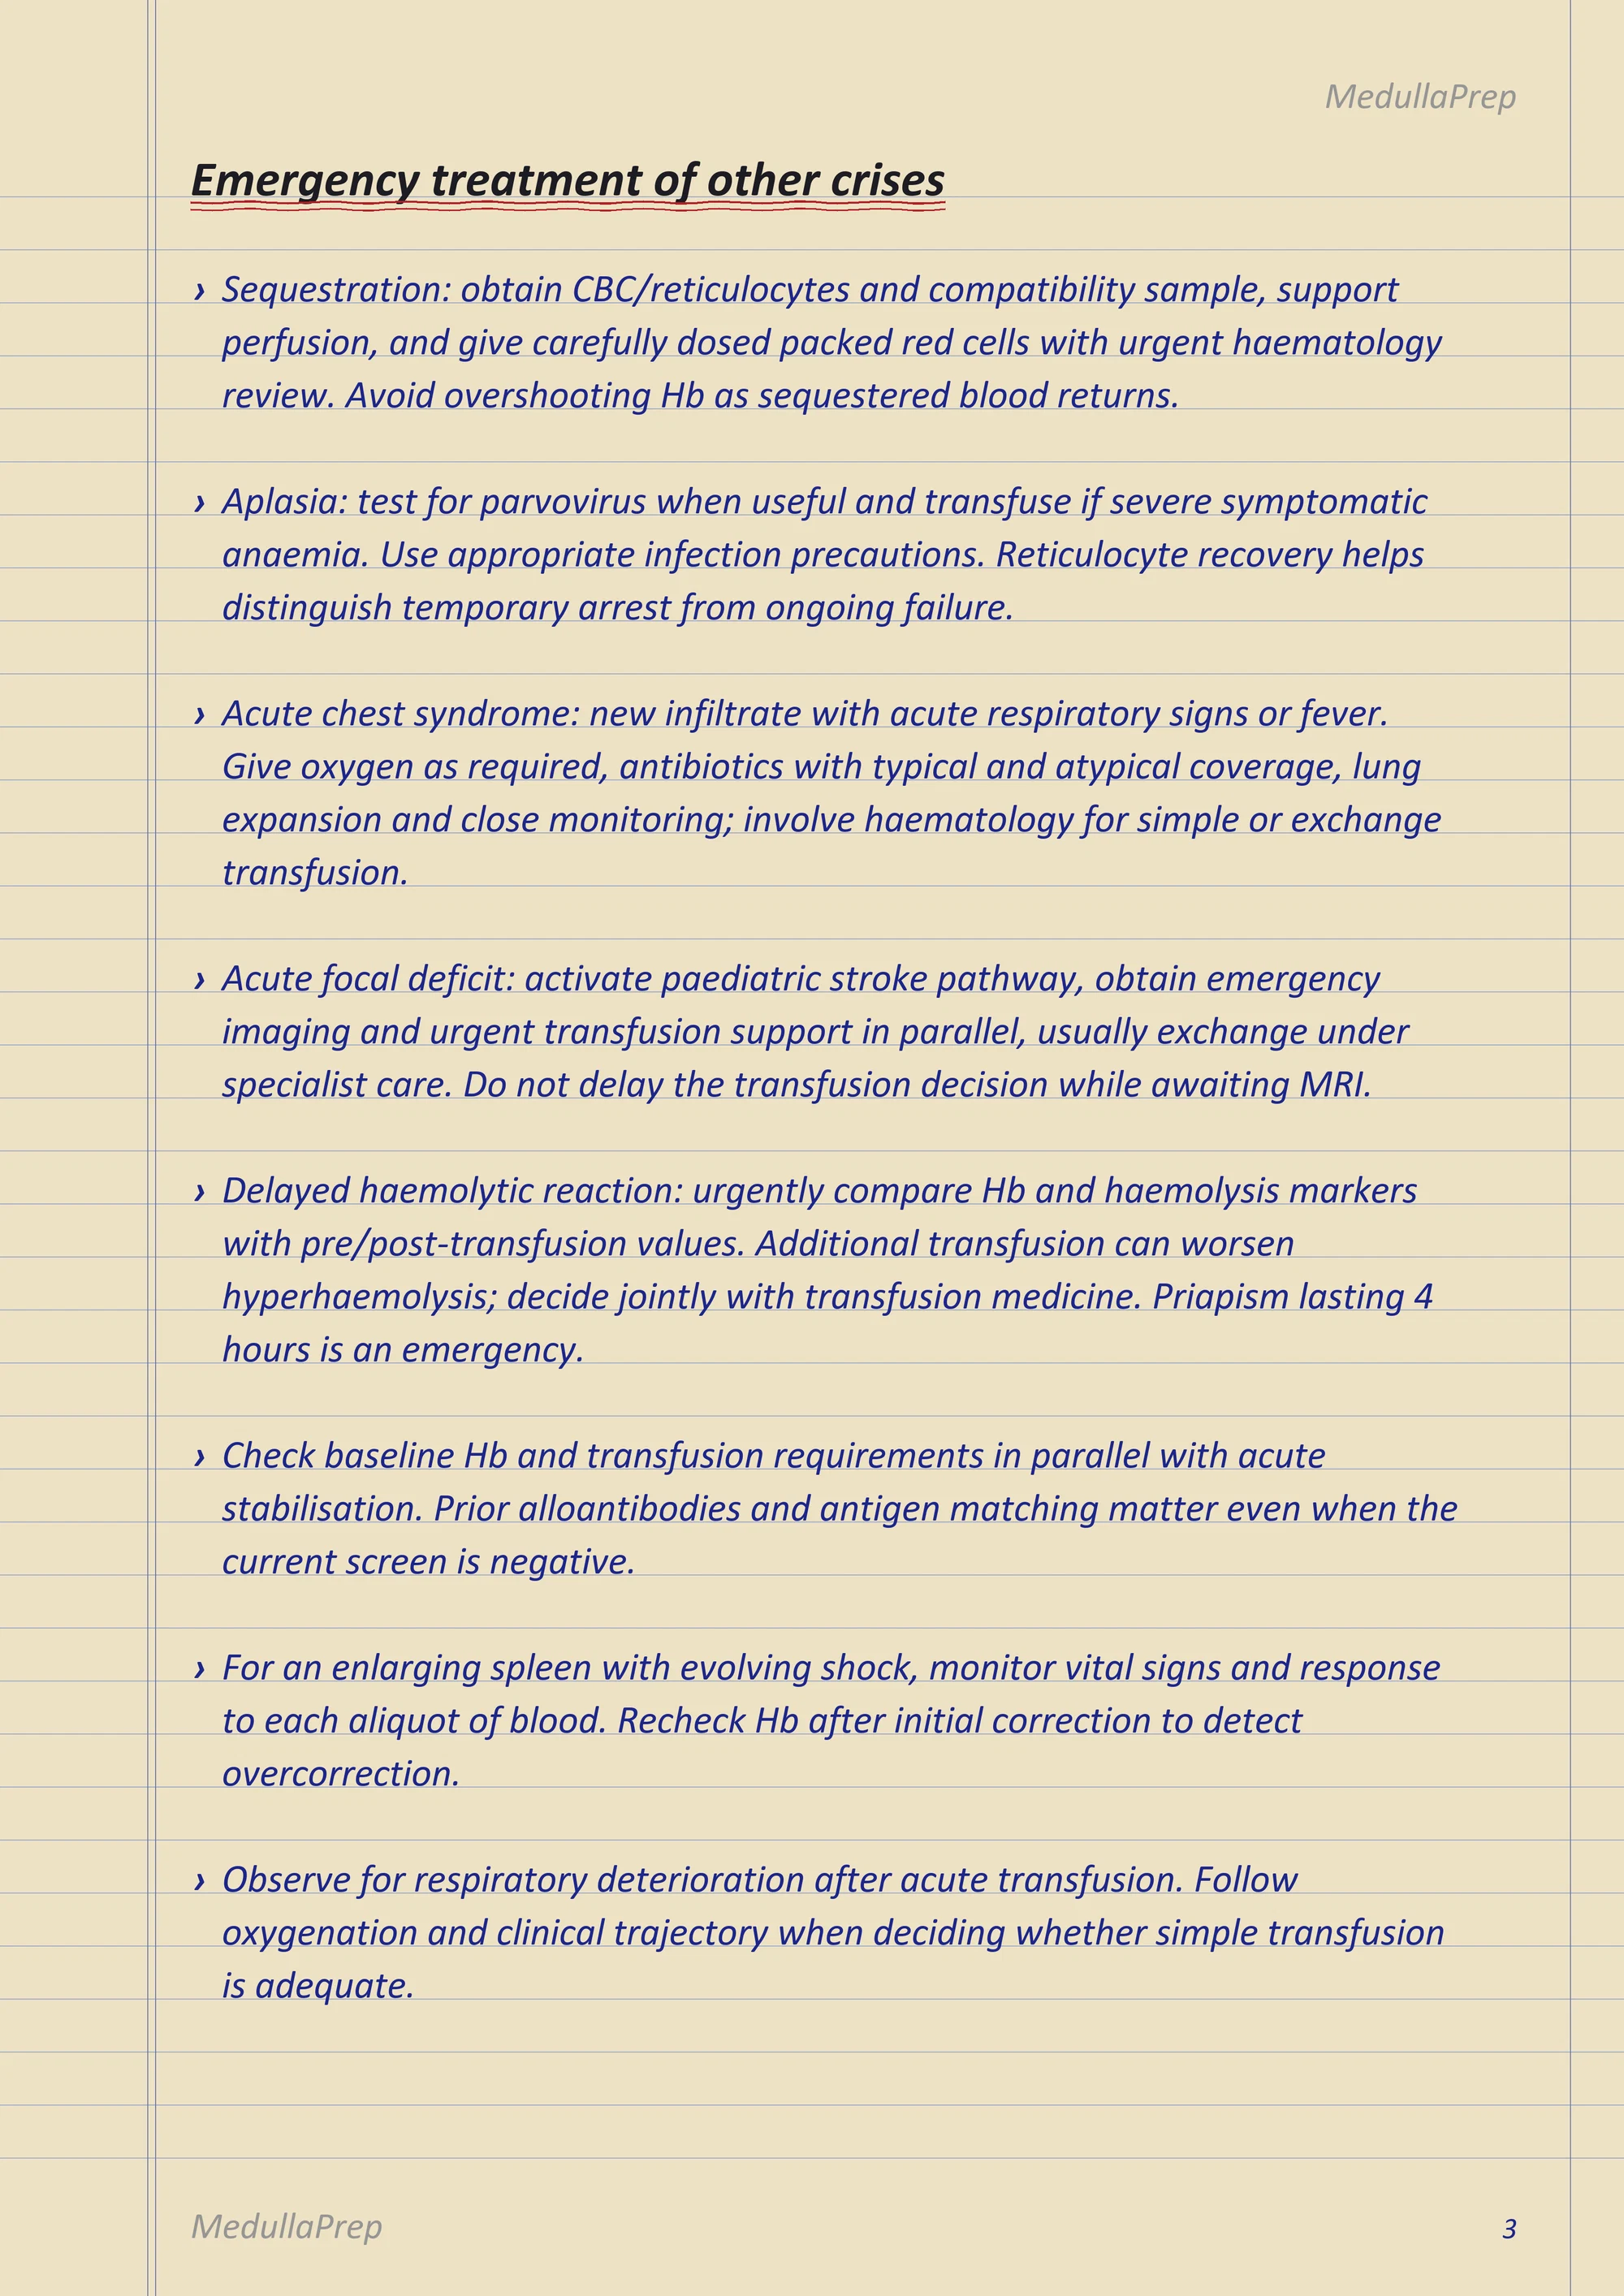 MedullaPrep
Emergency treatment of other crises
› Sequestration: obtain CBC/reticulocytes and compatibility sample, support
perfusion, and give carefully dosed packed red cells with urgent haematology
review. Avoid overshooting Hb as sequestered blood returns.
› Aplasia: test for parvovirus when useful and transfuse if severe symptomatic
anaemia. Use appropriate infection precautions. Reticulocyte recovery helps
distinguish temporary arrest from ongoing failure.
› Acute chest syndrome: new infiltrate with acute respiratory signs or fever.
Give oxygen as required, antibiotics with typical and atypical coverage, lung
expansion and close monitoring; involve haematology for simple or exchange
transfusion.
› Acute focal deficit: activate paediatric stroke pathway, obtain emergency
imaging and urgent transfusion support in parallel, usually exchange under
specialist care. Do not delay the transfusion decision while awaiting MRI.
› Delayed haemolytic reaction: urgently compare Hb and haemolysis markers
with pre/post-transfusion values. Additional transfusion can worsen
hyperhaemolysis; decide jointly with transfusion medicine. Priapism lasting 4
hours is an emergency.
› Check baseline Hb and transfusion requirements in parallel with acute
stabilisation. Prior alloantibodies and antigen matching matter even when the
current screen is negative.
› For an enlarging spleen with evolving shock, monitor vital signs and response
to each aliquot of blood. Recheck Hb after initial correction to detect
overcorrection.
› Observe for respiratory deterioration after acute transfusion. Follow
oxygenation and clinical trajectory when deciding whether simple transfusion
is adequate.
MedullaPrep
3